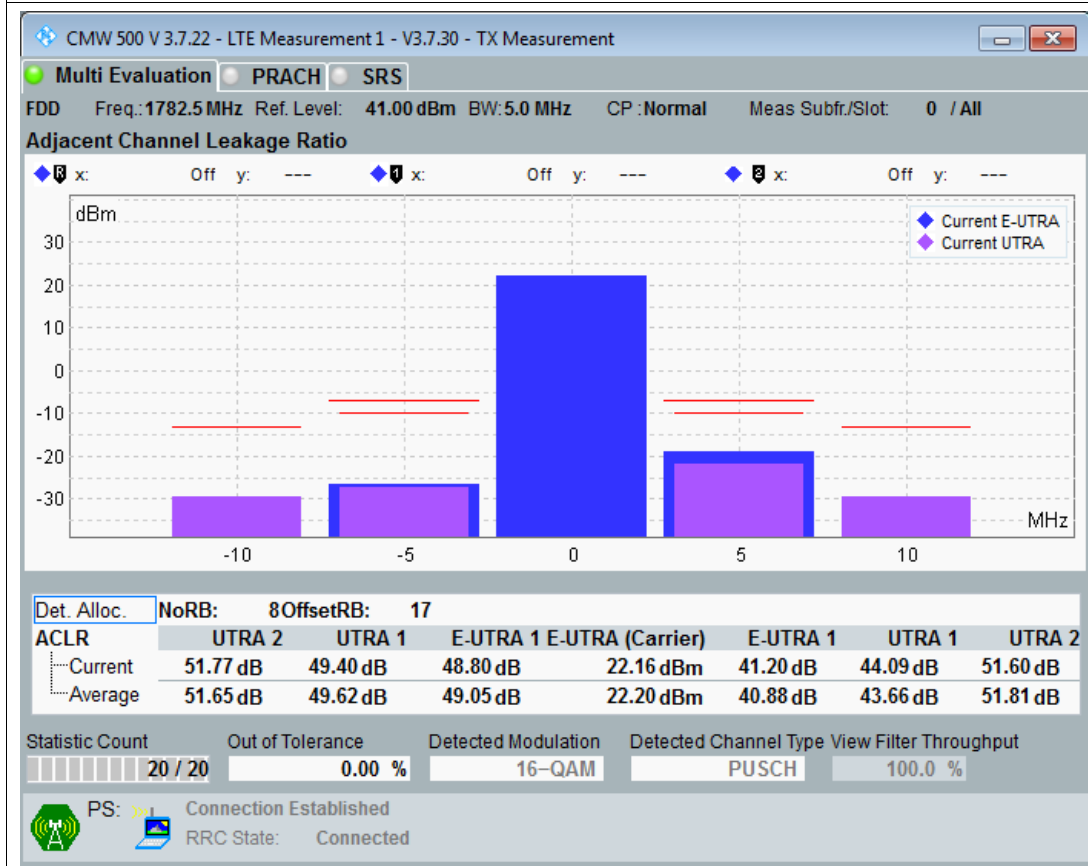 CMW 500 V 3.7.22 - LTE Measurement 1 - V3.7.30 - TX Measurement
Multi Evaluation PRACH SRS
FDD Freq.: 1782.5 MHz Ref. Level: 41.00 dBm BW: 5.0 MHz CP : Normal Meas Subfr./Slot: 0 / All
Adjacent Channel Leakage Ratio
R x: Off y: --- 1 x: Off y: --- 2 x: Off y: ---
dBm
Current E-UTRA
Current UTRA
30
20
10
0
-10
-20
-30
MHz
-10 -5 0 5 10
Det. Alloc. NoRB: 8 OffsetRB: 17
ACLR UTRA 2 UTRA 1 E-UTRA 1 E-UTRA (Carrier) E-UTRA 1 UTRA 1 UTRA 2
Current 51.77 dB 49.40 dB 48.80 dB 22.16 dBm 41.20 dB 44.09 dB 51.60 dB
Average 51.65 dB 49.62 dB 49.05 dB 22.20 dBm 40.88 dB 43.66 dB 51.81 dB
Statistic Count Out of Tolerance Detected Modulation Detected Channel Type View Filter Throughput
20 / 20 0.00 % 16-QAM PUSCH 100.0 %
PS: Connection Established
RRC State: Connected